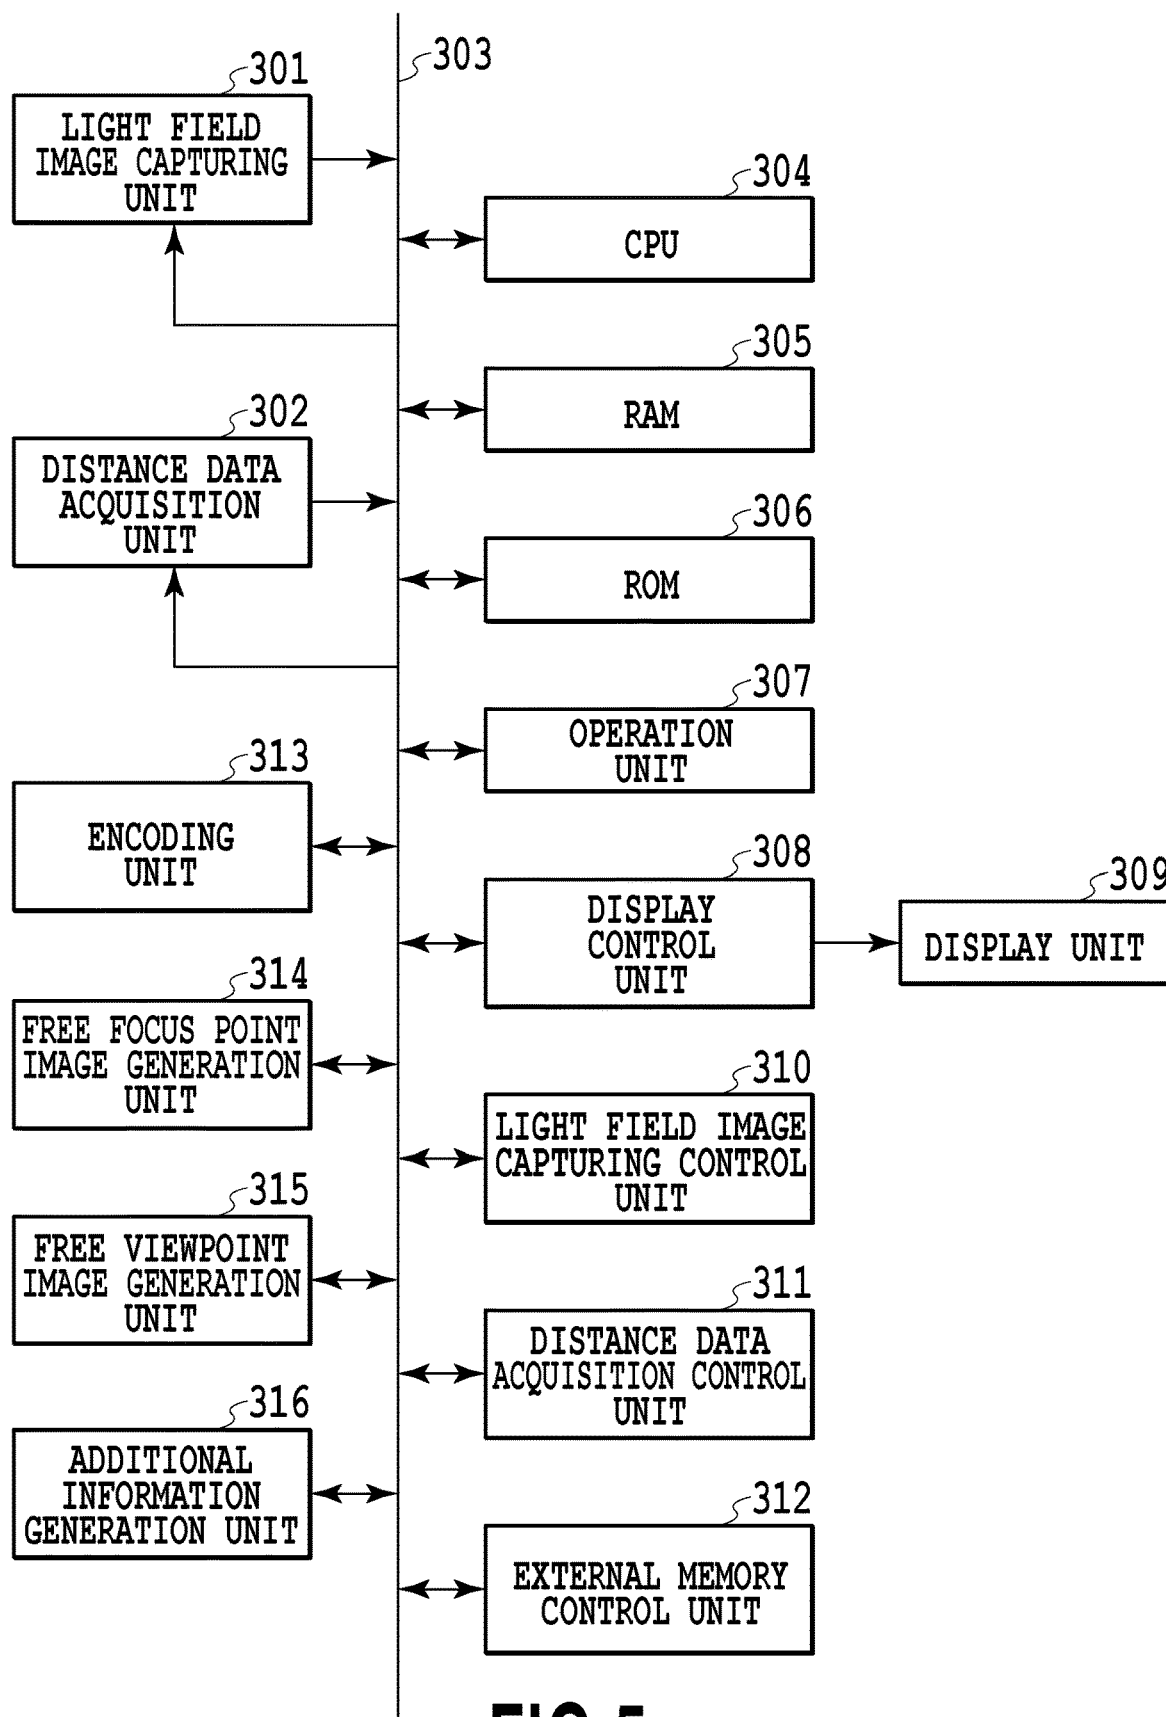 301
LIGHT FIELD
IMAGE CAPTURING
UNIT
303
304
CPU
305
RAM
302
DISTANCE DATA
ACQUISITION
UNIT
306
ROM
307
OPERATION
UNIT
313
ENCODING
UNIT
308
DISPLAY
CONTROL
UNIT
309
DISPLAY UNIT
314
FREE FOCUS POINT
IMAGE GENERATION
UNIT
310
LIGHT FIELD IMAGE
CAPTURING CONTROL
UNIT
315
FREE VIEWPOINT
IMAGE GENERATION
UNIT
311
DISTANCE DATA
ACQUISITION CONTROL
UNIT
316
ADDITIONAL
INFORMATION
GENERATION UNIT
312
EXTERNAL MEMORY
CONTROL UNIT